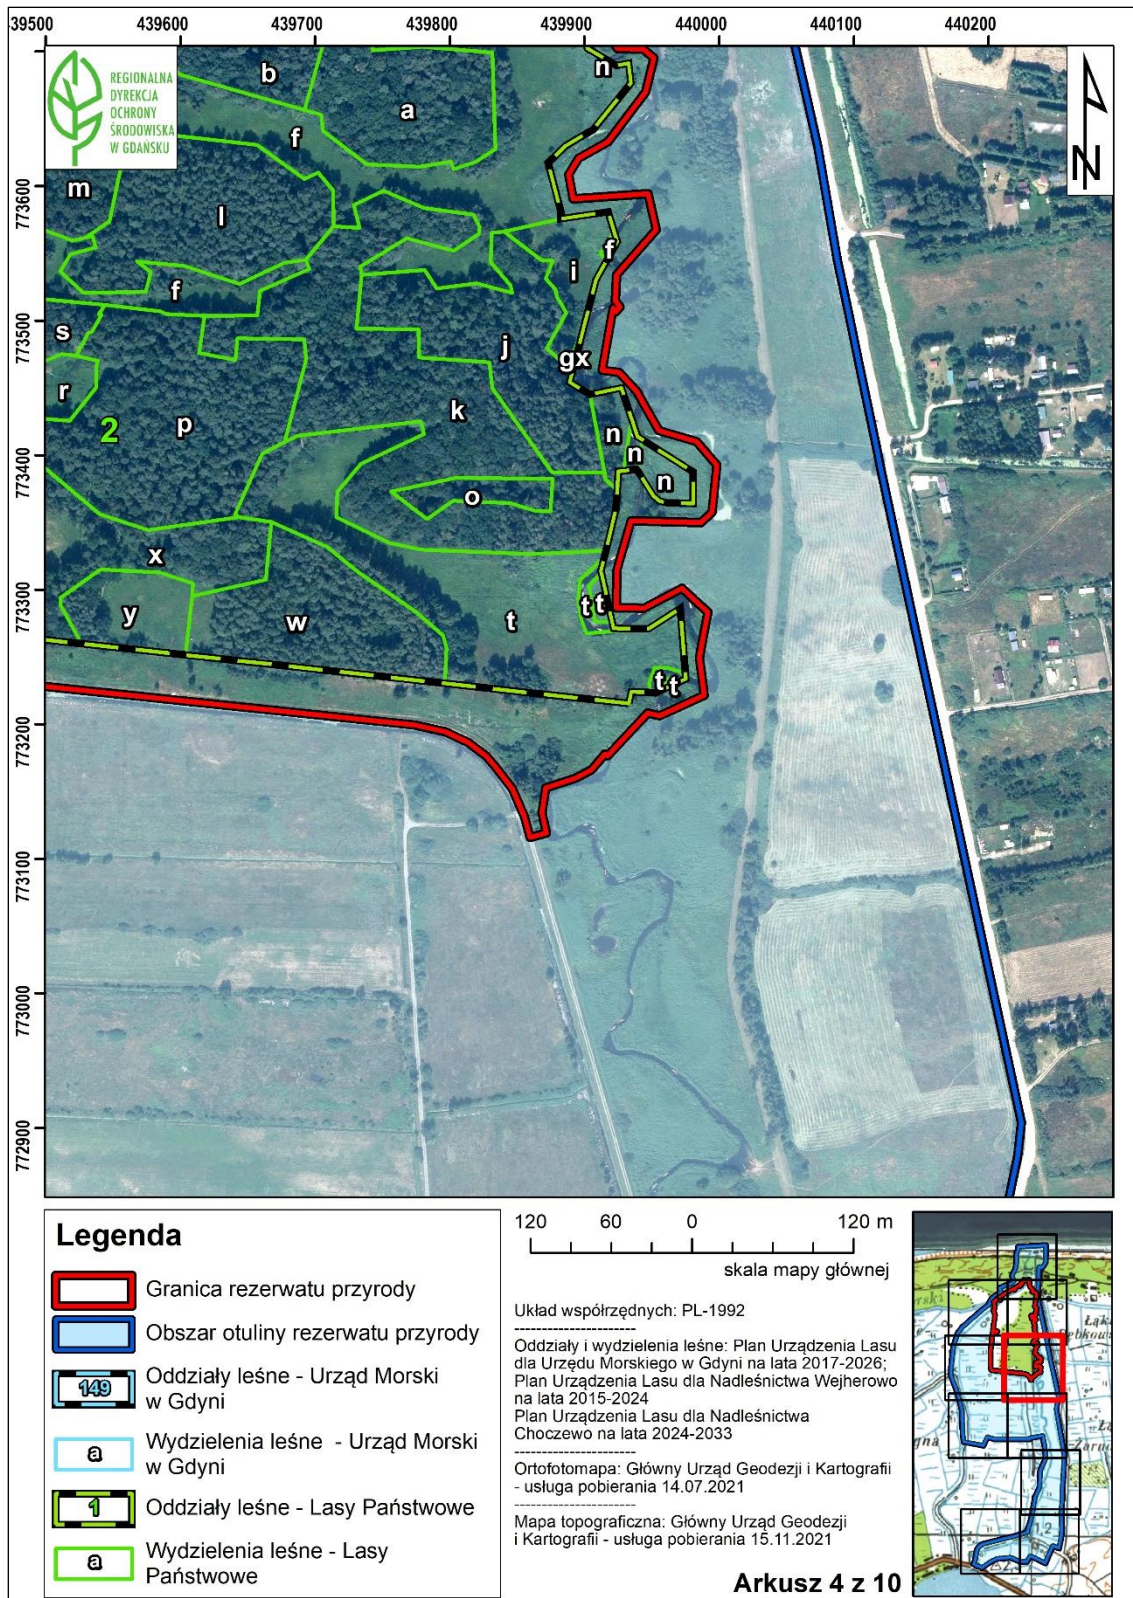 39500 439600 439700 439800 439900 440000 440100 440200
REGIONALNA
DYREKCJA
OCHRONY
ŚRODOWISKA
W GDAŃSKU
N
773600
773500
773400
773300
773200
773100
773000
772900
b
a
n
f
m
l
f
i
f
s
j
gx
r
k
2
p
n
n
n
o
x
y
w
t
t
t
t
t
Legenda
Granica rezerwatu przyrody
Obszar otuliny rezerwatu przyrody
149
Oddziały leśne - Urząd Morski
w Gdyni
a
Wydzielenia leśne - Urząd Morski
w Gdyni
1
Oddziały leśne - Lasy Państwowe
a
Wydzielenia leśne - Lasy
Państwowe
120 60 0 120 m
skala mapy głównej
Układ współrzędnych: PL-1992
----------------------
Oddziały i wydzielenia leśne: Plan Urządzenia Lasu
dla Urzędu Morskiego w Gdyni na lata 2017-2026;
Plan Urządzenia Lasu dla Nadleśnictwa Wejherowo
na lata 2015-2024
Plan Urządzenia Lasu dla Nadleśnictwa
Choczewo na lata 2024-2033
----------------------
Ortofotomapa: Główny Urząd Geodezji i Kartografii
- usługa pobierania 14.07.2021
----------------------
Mapa topograficzna: Główny Urząd Geodezji
i Kartografii - usługa pobierania 15.11.2021
Arkusz 4 z 10